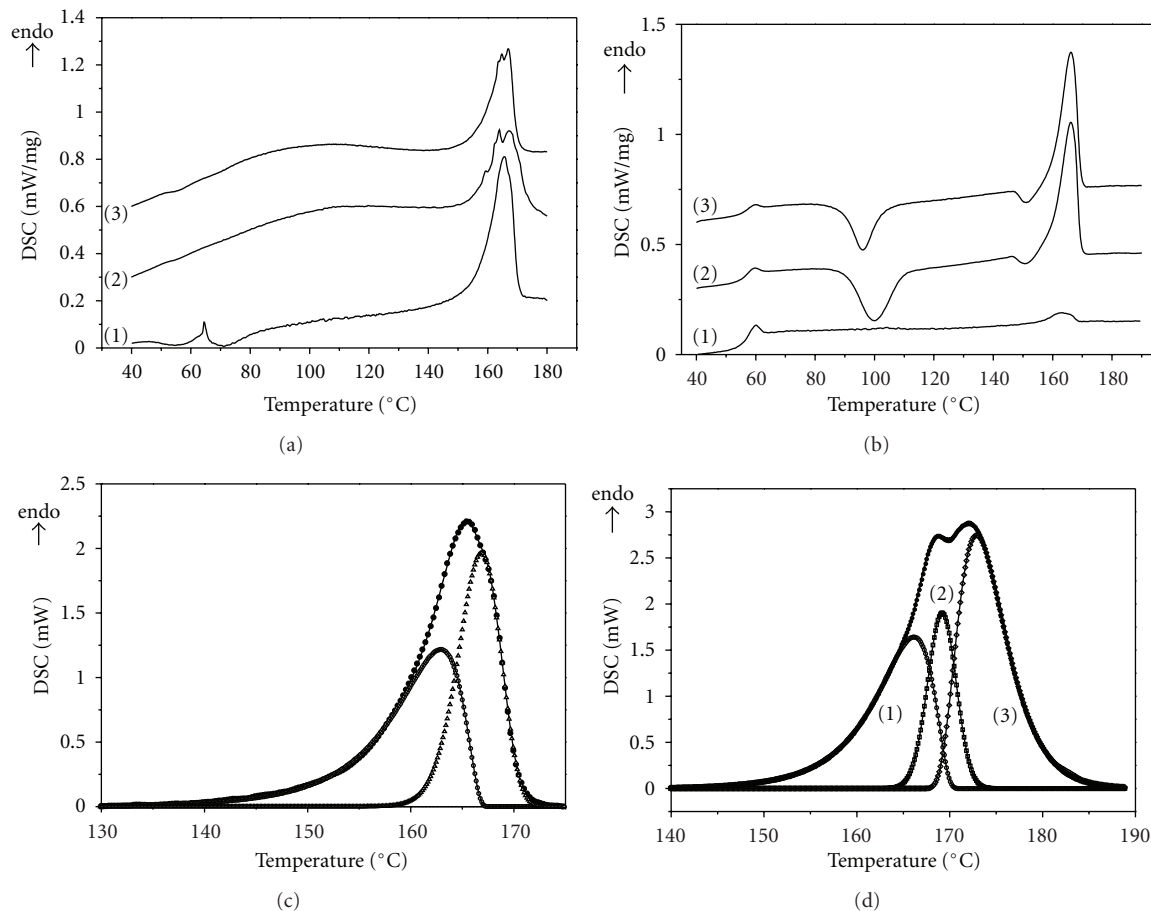 endo
↑
DSC (mW/mg)
1.4
1.2
1
0.8
0.6
0.4
0.2
0
(3)
(2)
(1)
40 60 80 100 120 140 160 180
Temperature (°C)
(a)
endo
↑
DSC (mW/mg)
1.5
1
0.5
0
(3)
(2)
(1)
40 60 80 100 120 140 160 180
Temperature (°C)
(b)
endo
↑
DSC (mW)
2.5
2
1.5
1
0.5
0
130 140 150 160 170
Temperature (°C)
(c)
endo
↑
DSC (mW)
3
2.5
2
1.5
1
0.5
0
(2)
(1)
(3)
140 150 160 170 180 190
Temperature (°C)
(d)